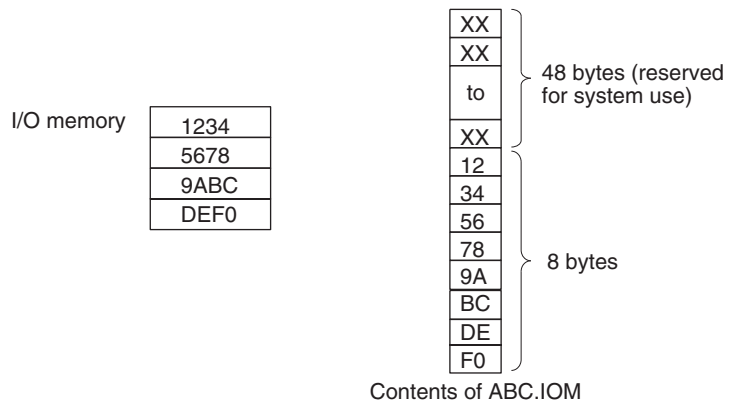 I/O memory
1234
5678
9ABC
DEF0
XX
XX
to
XX
48 bytes (reserved
for system use)
12
34
56
78
9A
BC
DE
F0
8 bytes
Contents of ABC.IOM